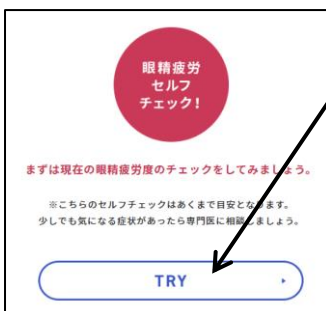 眼精疲労
セルフ
チェック！
まずは現在の眼精疲労度のチェックをしてみましょう。
※こちらのセルフチェックはあくまで目安となります。
少しでも気になる症状があったら専門医に相談しましょう。
TRY